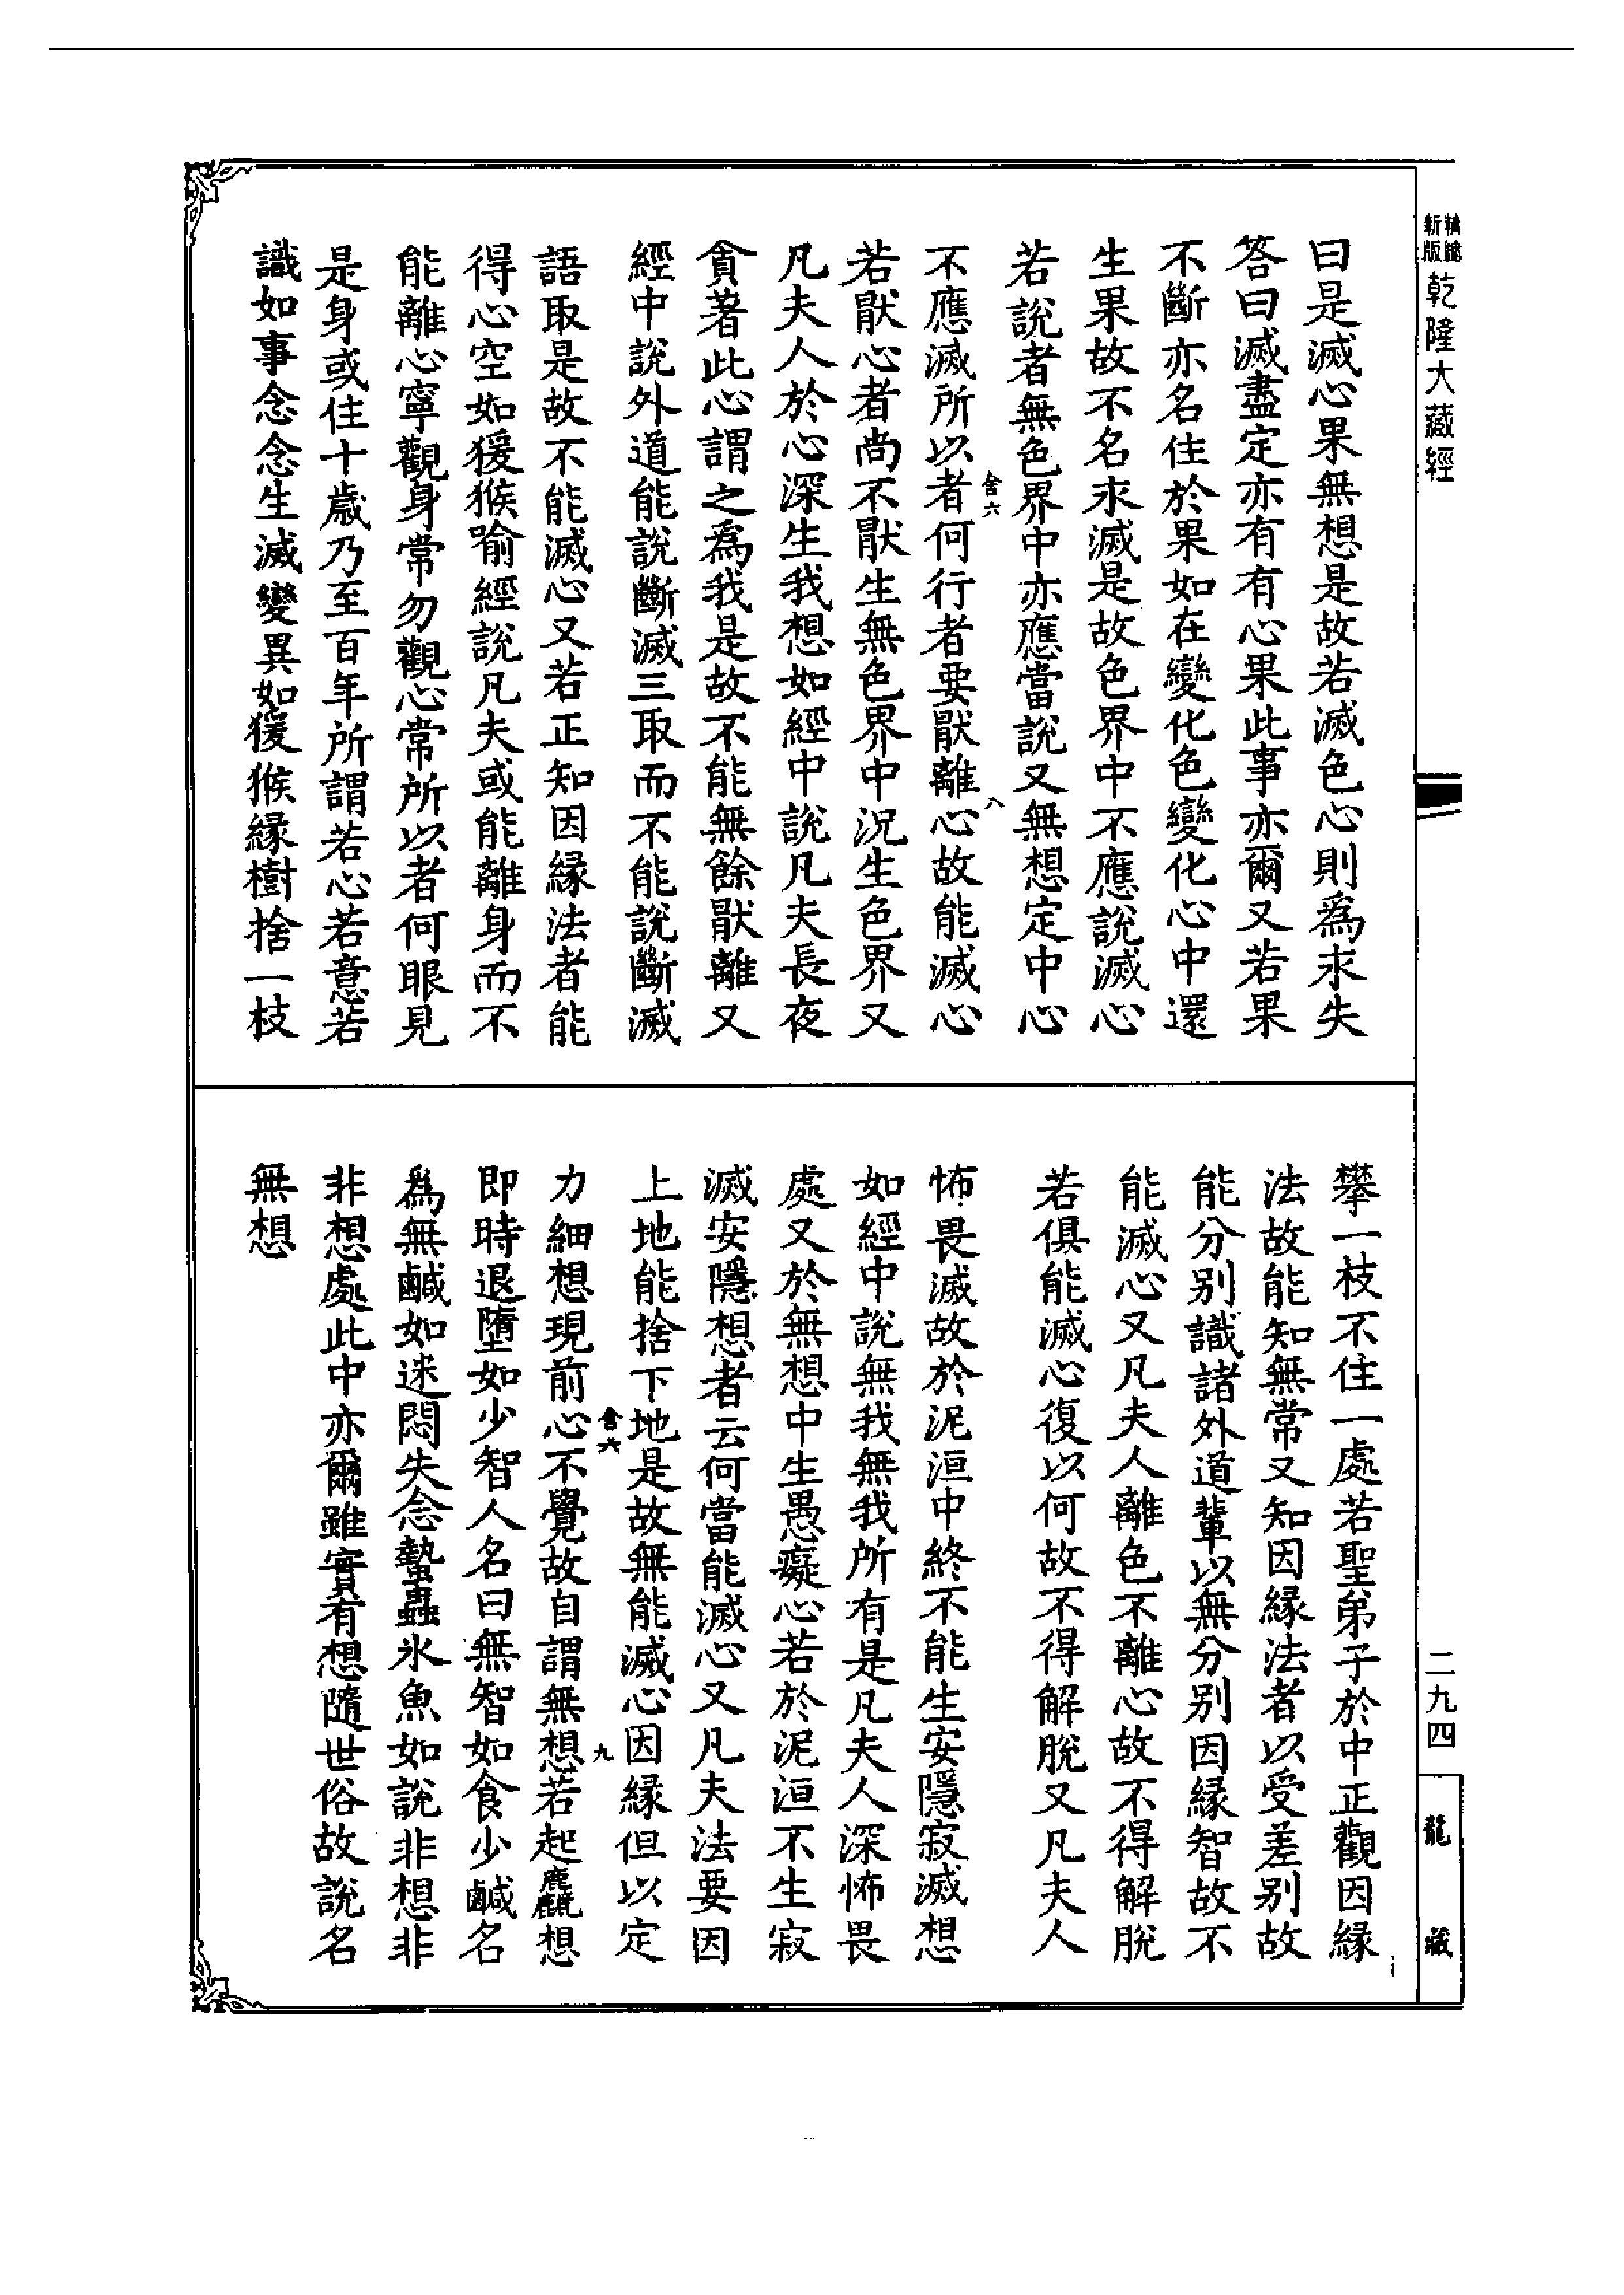 新版
精縮
乾隆大藏經
曰是滅心果無想是故若滅色心則為求失
答曰滅盡定亦有有心果此事亦爾又若果
不斷亦名住於果如在變化色變化心中還
生果故不名求滅是故色界中不應說滅心
若說者無色界中亦應當說又無想定中心
不應滅所以者何行者要厭離心故能滅心
若厭心者尚不厭生無色界中況生色界又
凡夫人於心深生我想如經中說凡夫長夜
貪著此心謂之為我是故不能無餘厭離又
經中說外道能說斷滅三取而不能說斷滅
語取是故不能滅心又若正知因緣法者能
得心空如猨猴喻經說凡夫或能離身而不
能離心寧觀身常勿觀心常所以者何眼見
是身或住十歲乃至百年所謂若心若意若
識如事念念生滅變異如猨猴緣樹捨一枝
舍六
八
攀一枝不住一處若聖弟子於中正觀因緣
法故能知無常又知因緣法者以受差別故
能分別識諸外道輩以無分別因緣智故不
能滅心又凡夫人離色不離心故不得解脫
若俱能滅心復以何故不得解脫又凡夫人
怖畏滅故於泥洹中終不能生安隱寂滅想
如經中說無我無我所有是凡夫人深怖畏
處又於無想中生愚癡心若於泥洹不生寂
滅安隱想者云何當能滅心又凡夫法要因
上地能捨下地是故無能滅心因緣但以定
力細想現前心不覺故自謂無想若起麤想
即時退墮如少智人名曰無智如食少鹹名
為無鹹如迷悶失念蟄蟲氷魚如說非想非
非想處此中亦爾雖實有想隨世俗故說名
無想
舍六
九
二九四
龍藏